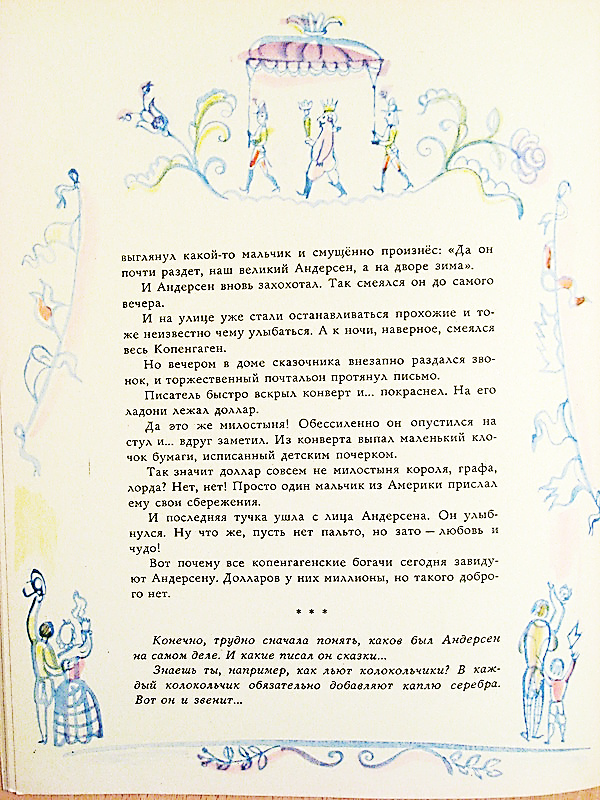 выглянул какой-то мальчик и смущённо произнёс: «Да он
почти раздет, наш великий Андерсен, а на дворе зима».
И Андерсен вновь захохотал. Так смеялся он до самого
вечера.
И на улице уже стали останавливаться прохожие и то-
же неизвестно чему улыбаться. А к ночи, наверное, смеялся
весь Копенгаген.
Но вечером в доме сказочника внезапно раздался зво-
нок, и торжественный почтальон протянул письмо.
Писатель быстро вскрыл конверт и... покраснел. На его
ладони лежал доллар.
Да это же милостыня! Обессиленно он опустился на
стул и... вдруг заметил. Из конверта выпал маленький кло-
чок бумаги, исписанный детским почерком.
Так значит доллар совсем не милостыня короля, графа,
лорда? Нет, нет! Просто один мальчик из Америки прислал
ему свои сбережения.
И последняя тучка ушла с лица Андерсена. Он улыб-
нулся. Ну что же, пусть нет пальто, но зато — любовь и
чудо!
Вот почему все копенгагенские богачи сегодня завиду-
ют Андерсену. Долларов у них миллионы, но такого добро-
го нет.
* * *
Конечно, трудно сначала понять, каков был Андерсен
на самом деле. И какие писал он сказки...
Знаешь ты, например, как льют колокольчики? В каж-
дый колокольчик обязательно добавляют каплю серебра.
Вот он и звенит...